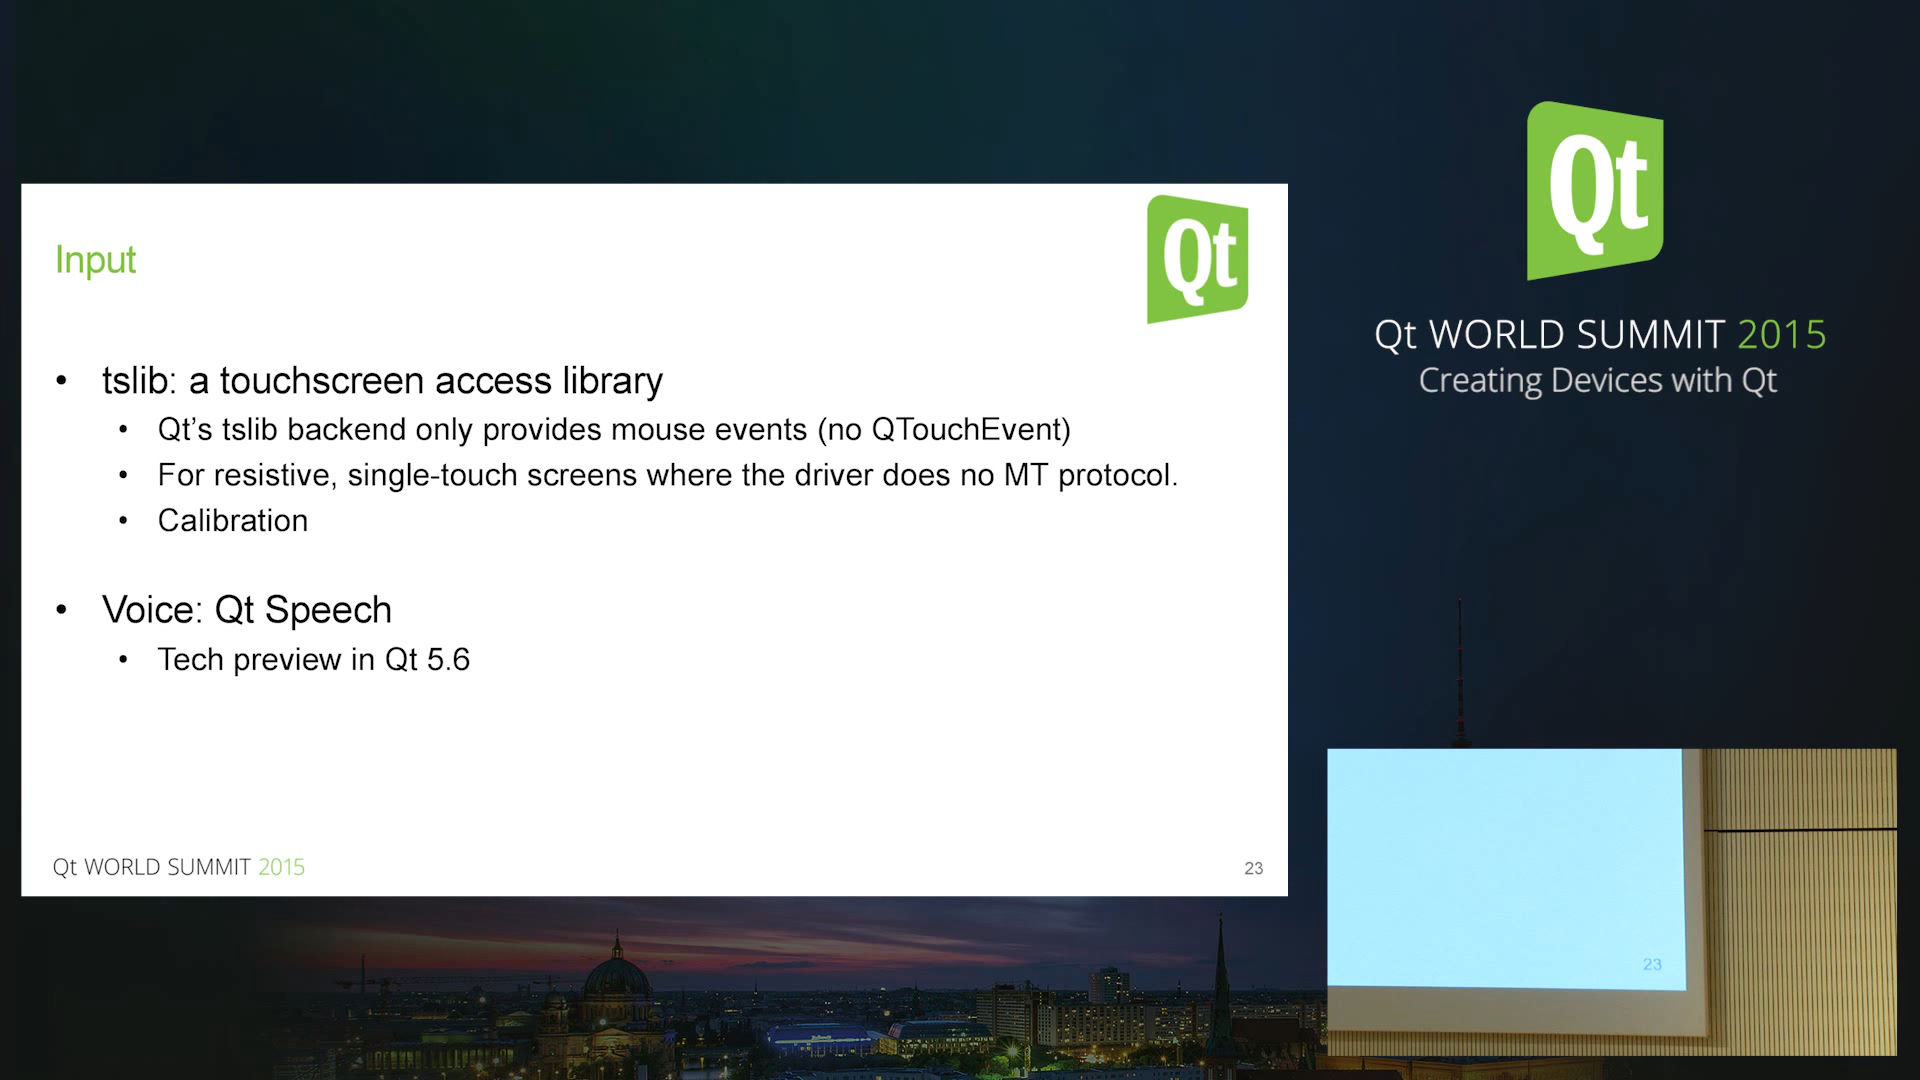 Input
Qt
• tslib: a touchscreen access library
• Qt’s tslib backend only provides mouse events (no QTouchEvent)
• For resistive, single-touch screens where the driver does no MT protocol.
• Calibration
• Voice: Qt Speech
• Tech preview in Qt 5.6
Qt WORLD SUMMIT 2015
23
Qt
Qt WORLD SUMMIT 2015
Creating Devices with Qt
23